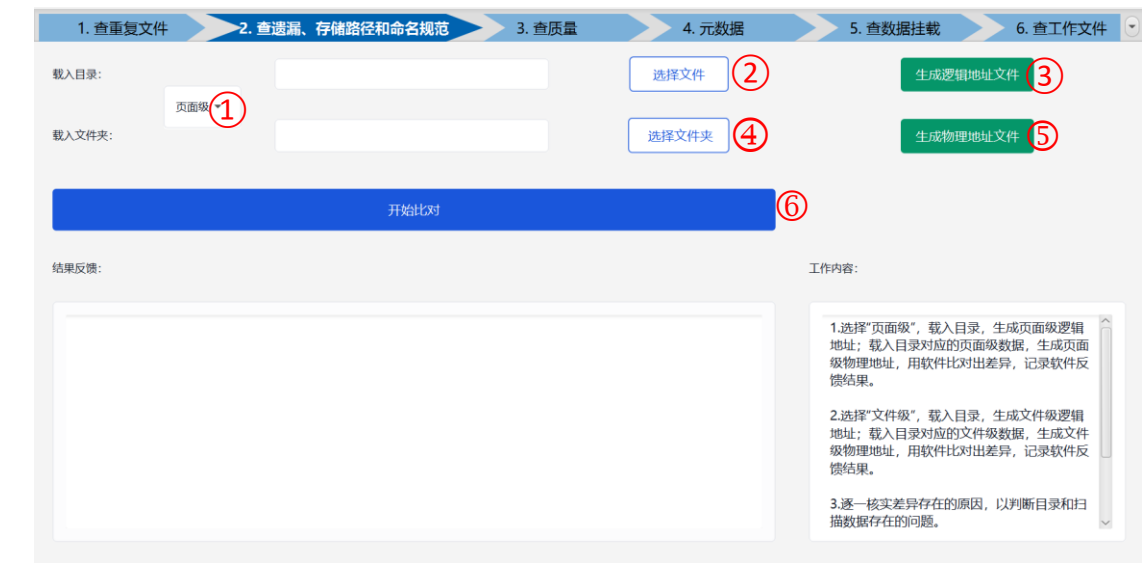 1. 查重复文件 2. 查遗漏、存储路径和命名规范 3. 查质量 4. 元数据 5. 查数据挂载 6. 查工作文件
载入目录: 选择文件 ② 生成逻辑地址文件 ③
页面级 ①
载入文件夹: 选择文件夹 ④ 生成物理地址文件 ⑤
开始比对 ⑥
结果反馈: 工作内容:
1.选择“页面级”，载入目录，生成页面级逻辑
地址；载入目录对应的页面级数据，生成页面
级物理地址，用软件比对出差异，记录软件反
馈结果。
2.选择“文件级”，载入目录，生成文件级逻辑
地址；载入目录对应的文件级数据，生成文件
级物理地址，用软件比对出差异，记录软件反
馈结果。
3.逐一核实差异存在的原因，以判断目录和扫
描数据存在的问题。